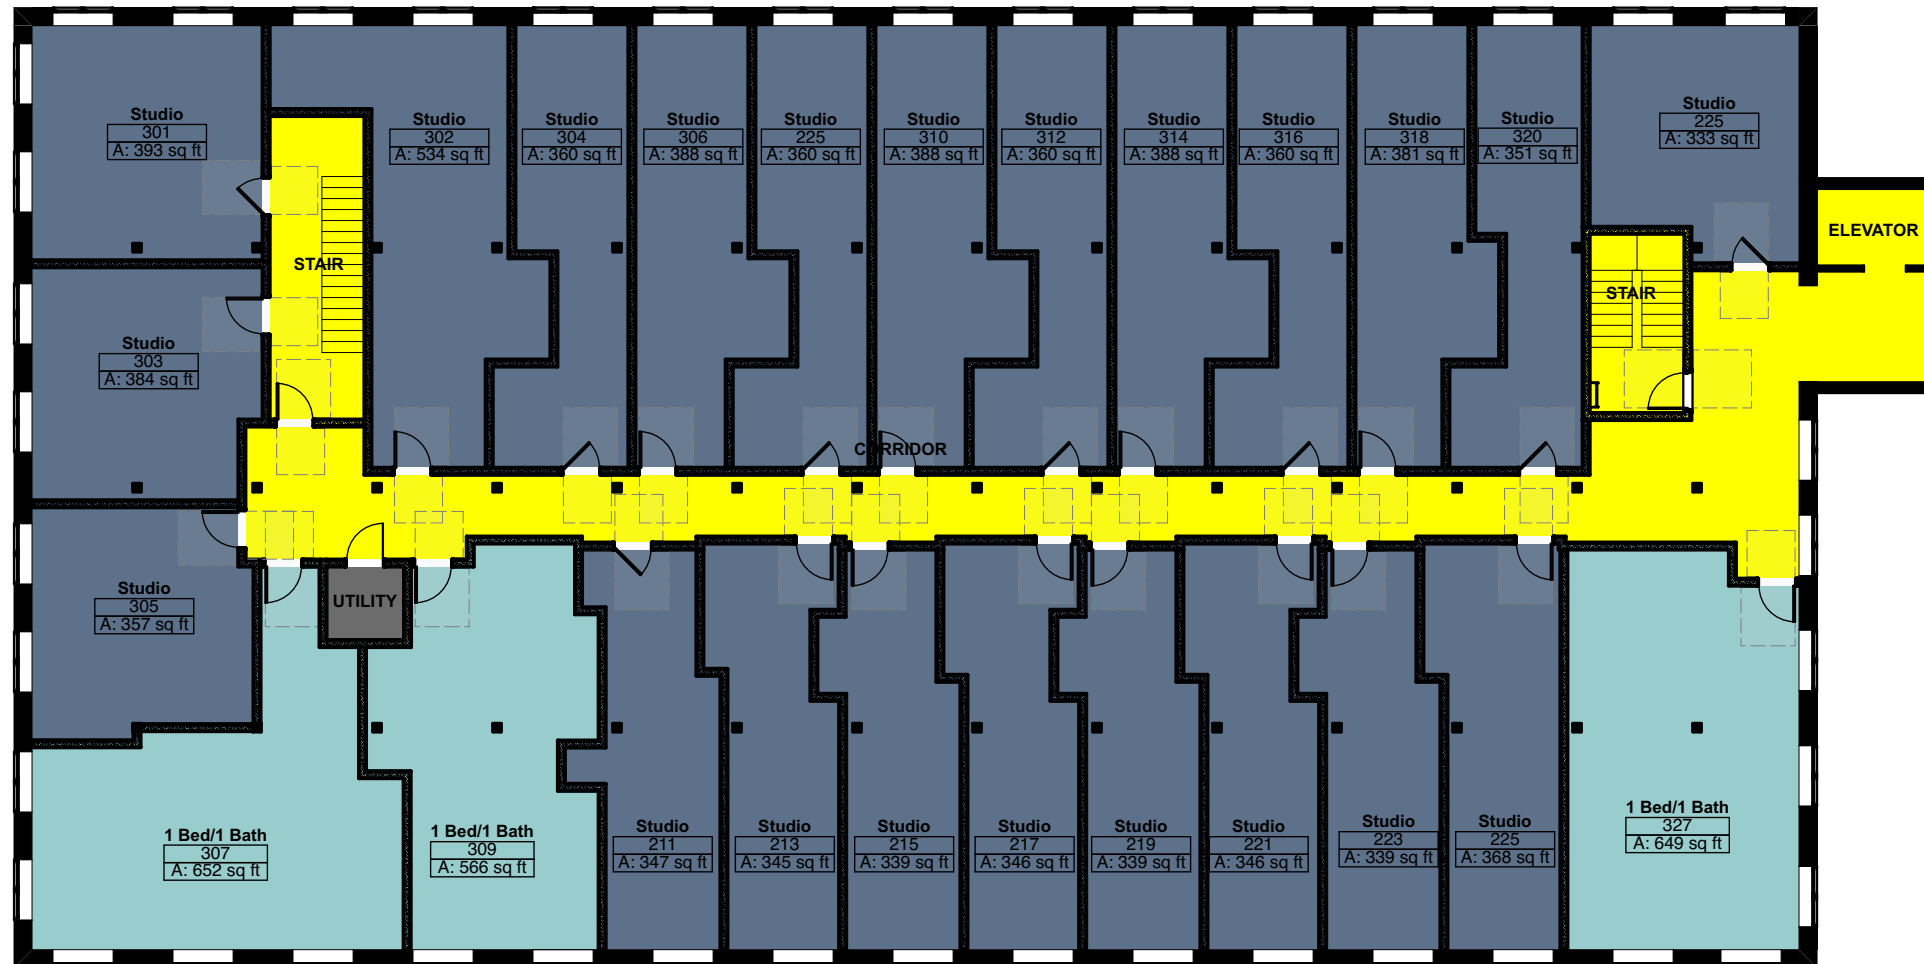 Studio
301
A: 393 sq ft
Studio
302
A: 534 sq ft
Studio
304
A: 360 sq ft
Studio
306
A: 388 sq ft
Studio
225
A: 360 sq ft
Studio
310
A: 388 sq ft
Studio
312
A: 360 sq ft
Studio
314
A: 388 sq ft
Studio
316
A: 360 sq ft
Studio
318
A: 381 sq ft
Studio
320
A: 351 sq ft
Studio
225
A: 333 sq ft
ELEVATOR
STAIR
STAIR
Studio
303
A: 384 sq ft
CORRIDOR
Studio
305
A: 357 sq ft
UTILITY
1 Bed/1 Bath
307
A: 652 sq ft
1 Bed/1 Bath
309
A: 566 sq ft
Studio
211
A: 347 sq ft
Studio
213
A: 345 sq ft
Studio
215
A: 339 sq ft
Studio
217
A: 346 sq ft
Studio
219
A: 339 sq ft
Studio
221
A: 346 sq ft
Studio
223
A: 339 sq ft
Studio
225
A: 368 sq ft
1 Bed/1 Bath
327
A: 649 sq ft